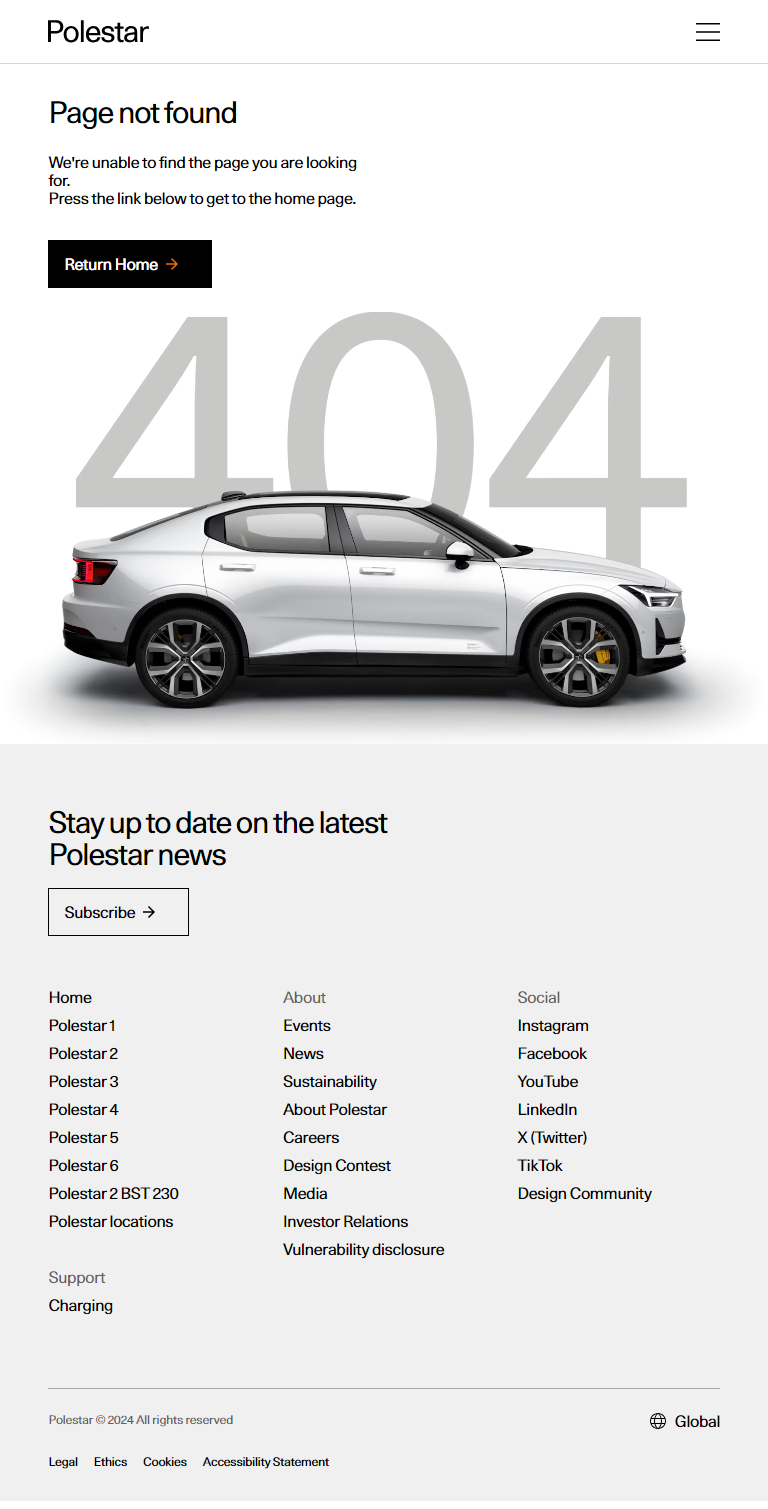 Polestar
Page not found
We're unable to find the page you are looking
for.
Press the link below to get to the home page.
Return Home
404
Stay up to date on the latest
Polestar news
Subscribe
Home
Polestar 1
Polestar 2
Polestar 3
Polestar 4
Polestar 5
Polestar 6
Polestar 2 BST 230
Polestar locations
Support
Charging
About
Events
News
Sustainability
About Polestar
Careers
Design Contest
Media
Investor Relations
Vulnerability disclosure
Social
Instagram
Facebook
YouTube
LinkedIn
X (Twitter)
TikTok
Design Community
Polestar © 2024 All rights reserved
Global
Legal Ethics Cookies Accessibility Statement